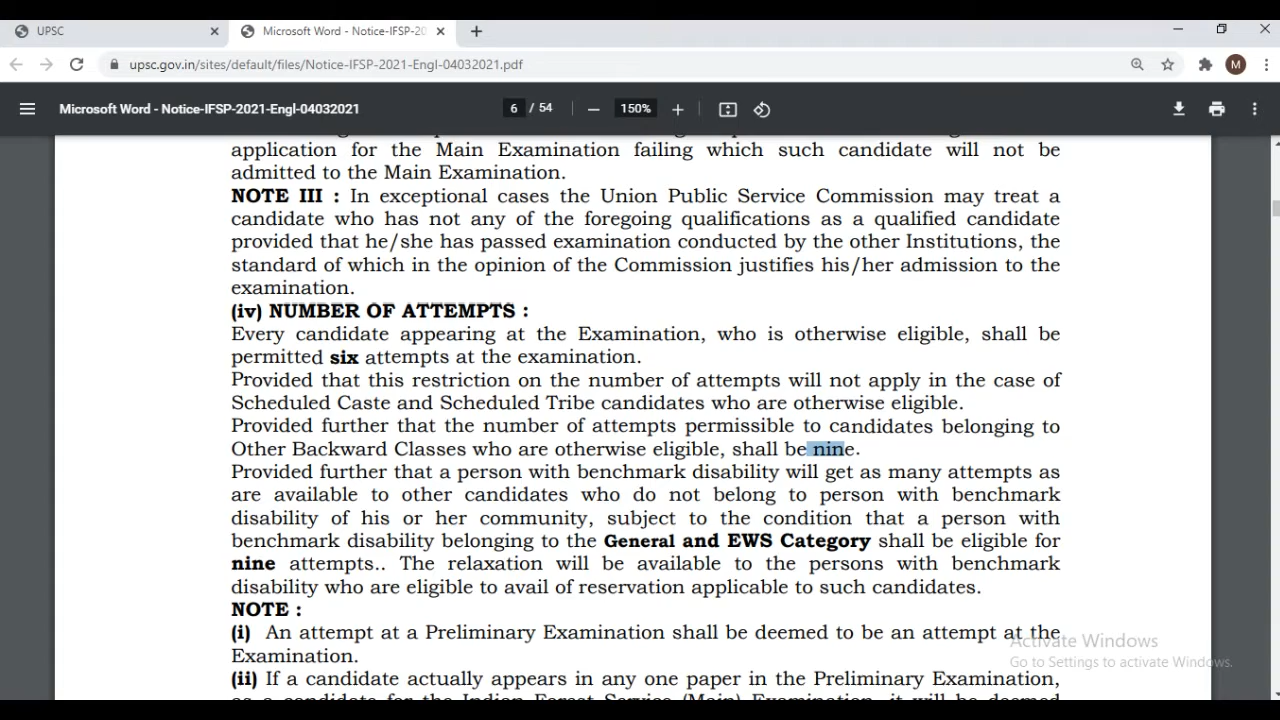 UPSC
Microsoft Word - Notice-IFSP-20
upsc.gov.in/sites/default/files/Notice-IFSP-2021-Engl-04032021.pdf
M
Microsoft Word - Notice-IFSP-2021-Engl-04032021
6 / 54
150%
application for the Main Examination failing which such candidate will not be
admitted to the Main Examination.
NOTE III : In exceptional cases the Union Public Service Commission may treat a
candidate who has not any of the foregoing qualifications as a qualified candidate
provided that he/she has passed examination conducted by the other Institutions, the
standard of which in the opinion of the Commission justifies his/her admission to the
examination.
(iv) NUMBER OF ATTEMPTS :
Every candidate appearing at the Examination, who is otherwise eligible, shall be
permitted six attempts at the examination.
Provided that this restriction on the number of attempts will not apply in the case of
Scheduled Caste and Scheduled Tribe candidates who are otherwise eligible.
Provided further that the number of attempts permissible to candidates belonging to
Other Backward Classes who are otherwise eligible, shall be nine.
Provided further that a person with benchmark disability will get as many attempts as
are available to other candidates who do not belong to person with benchmark
disability of his or her community, subject to the condition that a person with
benchmark disability belonging to the General and EWS Category shall be eligible for
nine attempts.. The relaxation will be available to the persons with benchmark
disability who are eligible to avail of reservation applicable to such candidates.
NOTE :
(i) An attempt at a Preliminary Examination shall be deemed to be an attempt at the
Examination.
(ii) If a candidate actually appears in any one paper in the Preliminary Examination,
Activate Windows
Go to Settings to activate Windows.